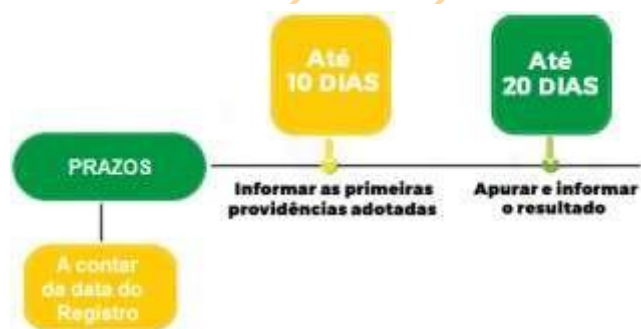 Até
10 DIAS
Até
20 DIAS
PRAZOS
Informar as primeiras
providências adotadas
Apurar e informar
o resultado
A contar
da data do
Registro